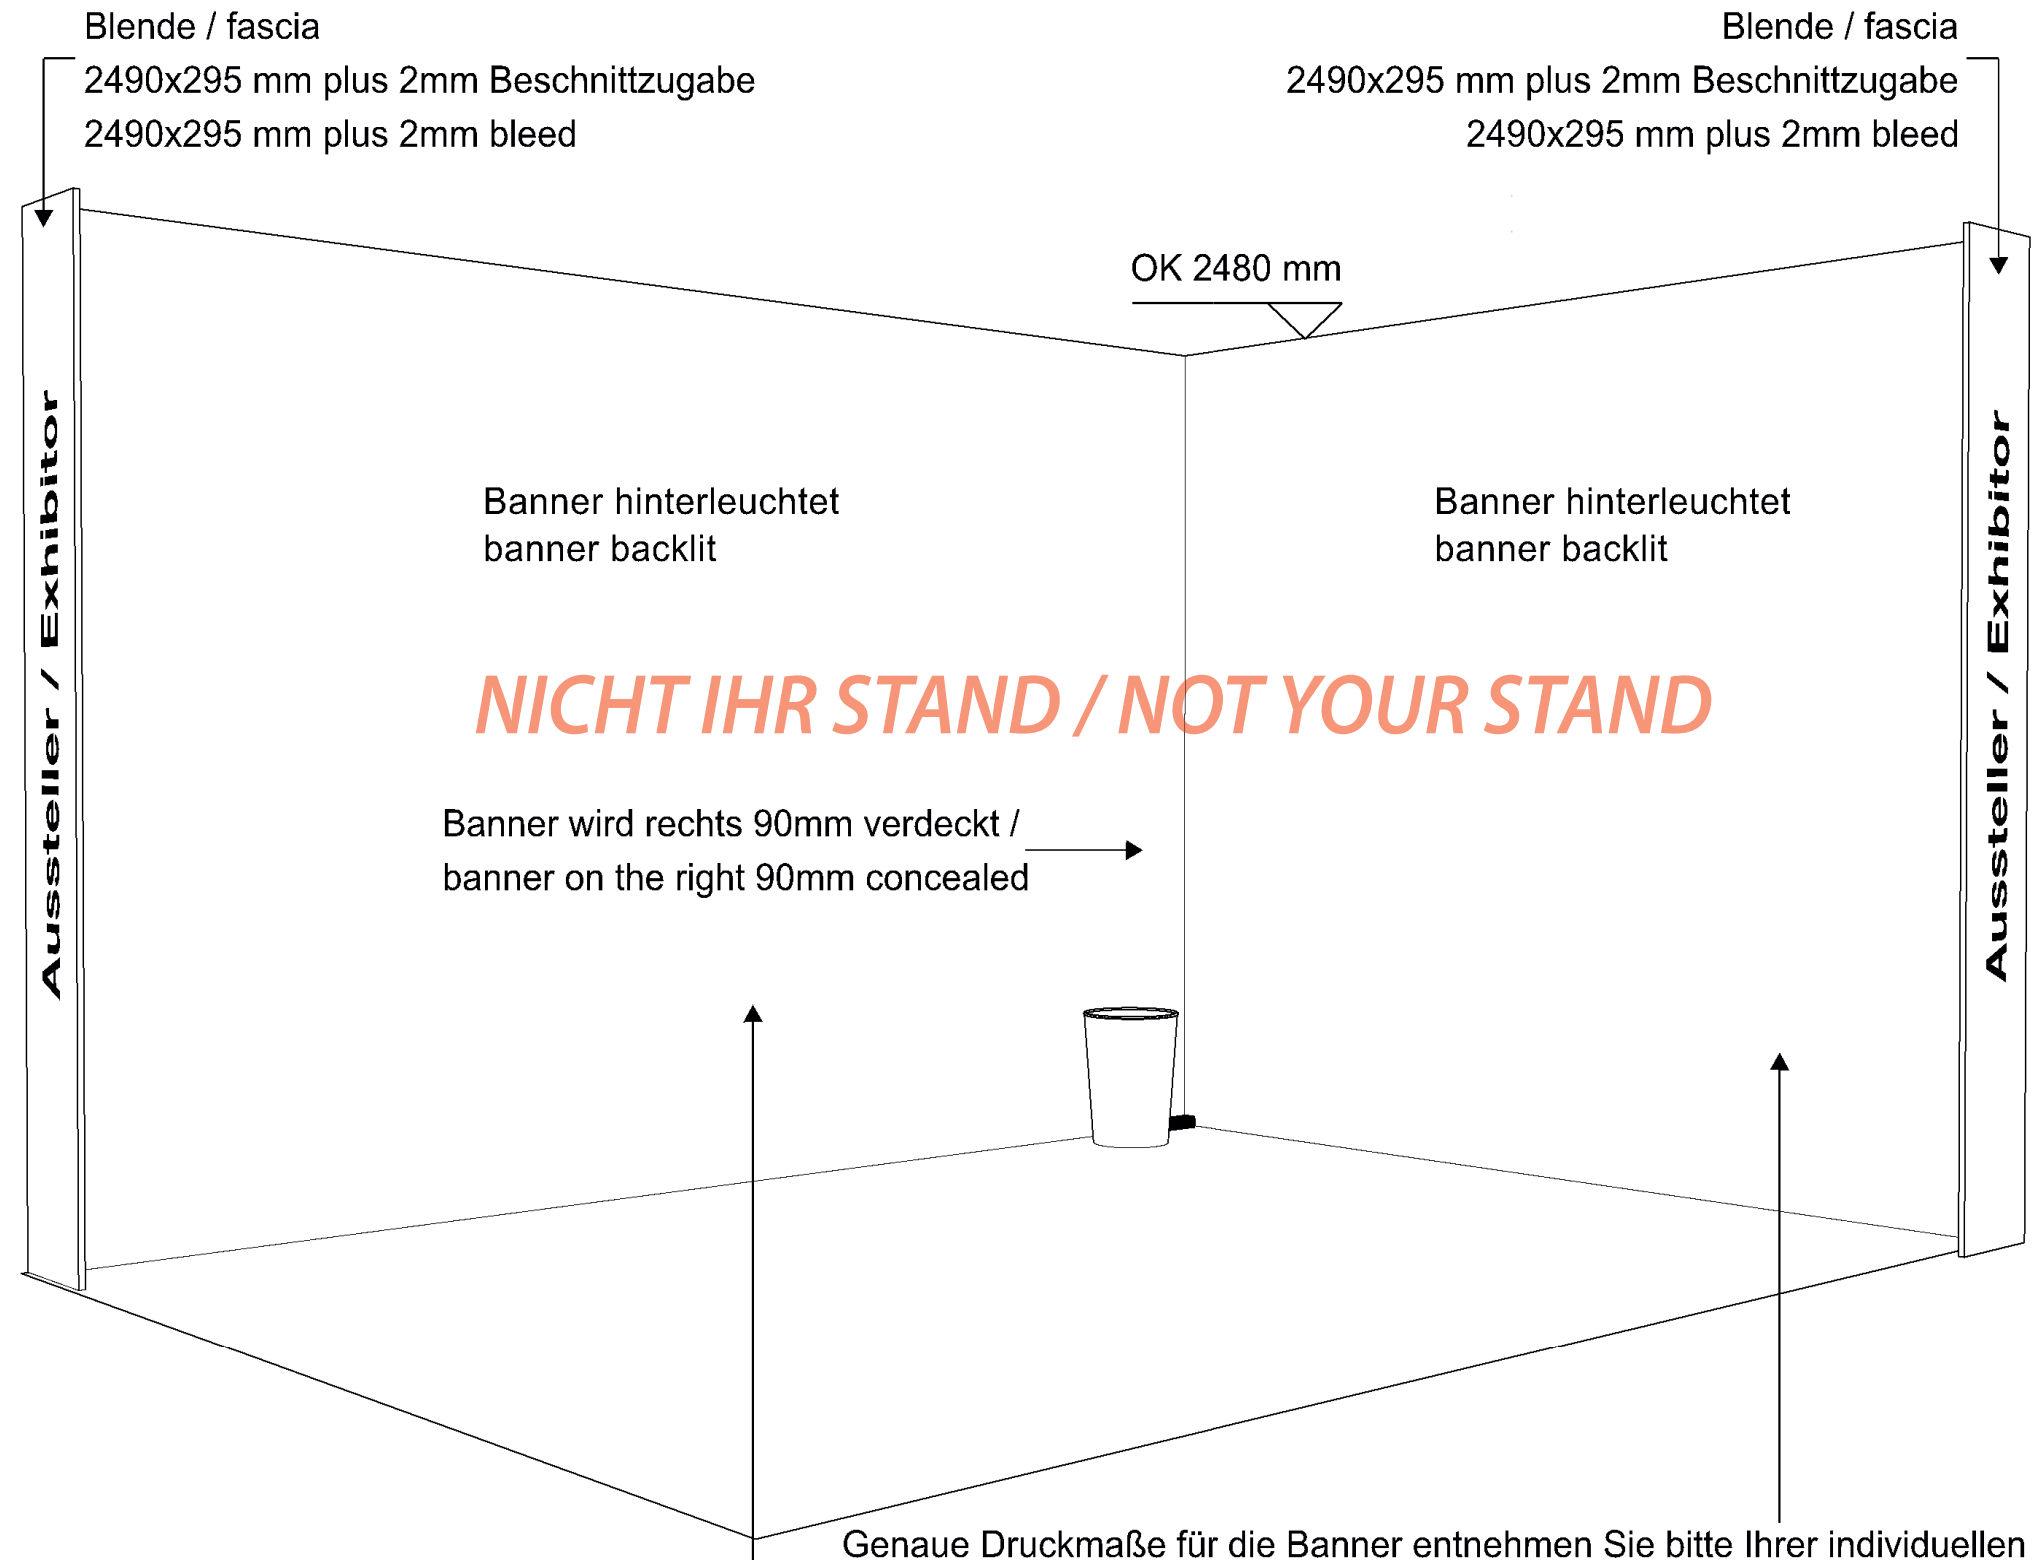 Blende / fascia
2490x295 mm plus 2mm Beschnittzugabe
2490x295 mm plus 2mm bleed
Blende / fascia
2490x295 mm plus 2mm Beschnittzugabe
2490x295 mm plus 2mm bleed
OK 2480 mm
Aussteller / Exhibitor
Banner hinterleuchtet
banner backlit
Banner hinterleuchtet
banner backlit
Aussteller / Exhibitor
NICHT IHR STAND / NOT YOUR STAND
Banner wird rechts 90mm verdeckt /
banner on the right 90mm concealed
Genaue Druckmaße für die Banner entnehmen Sie bitte Ihrer individuellen